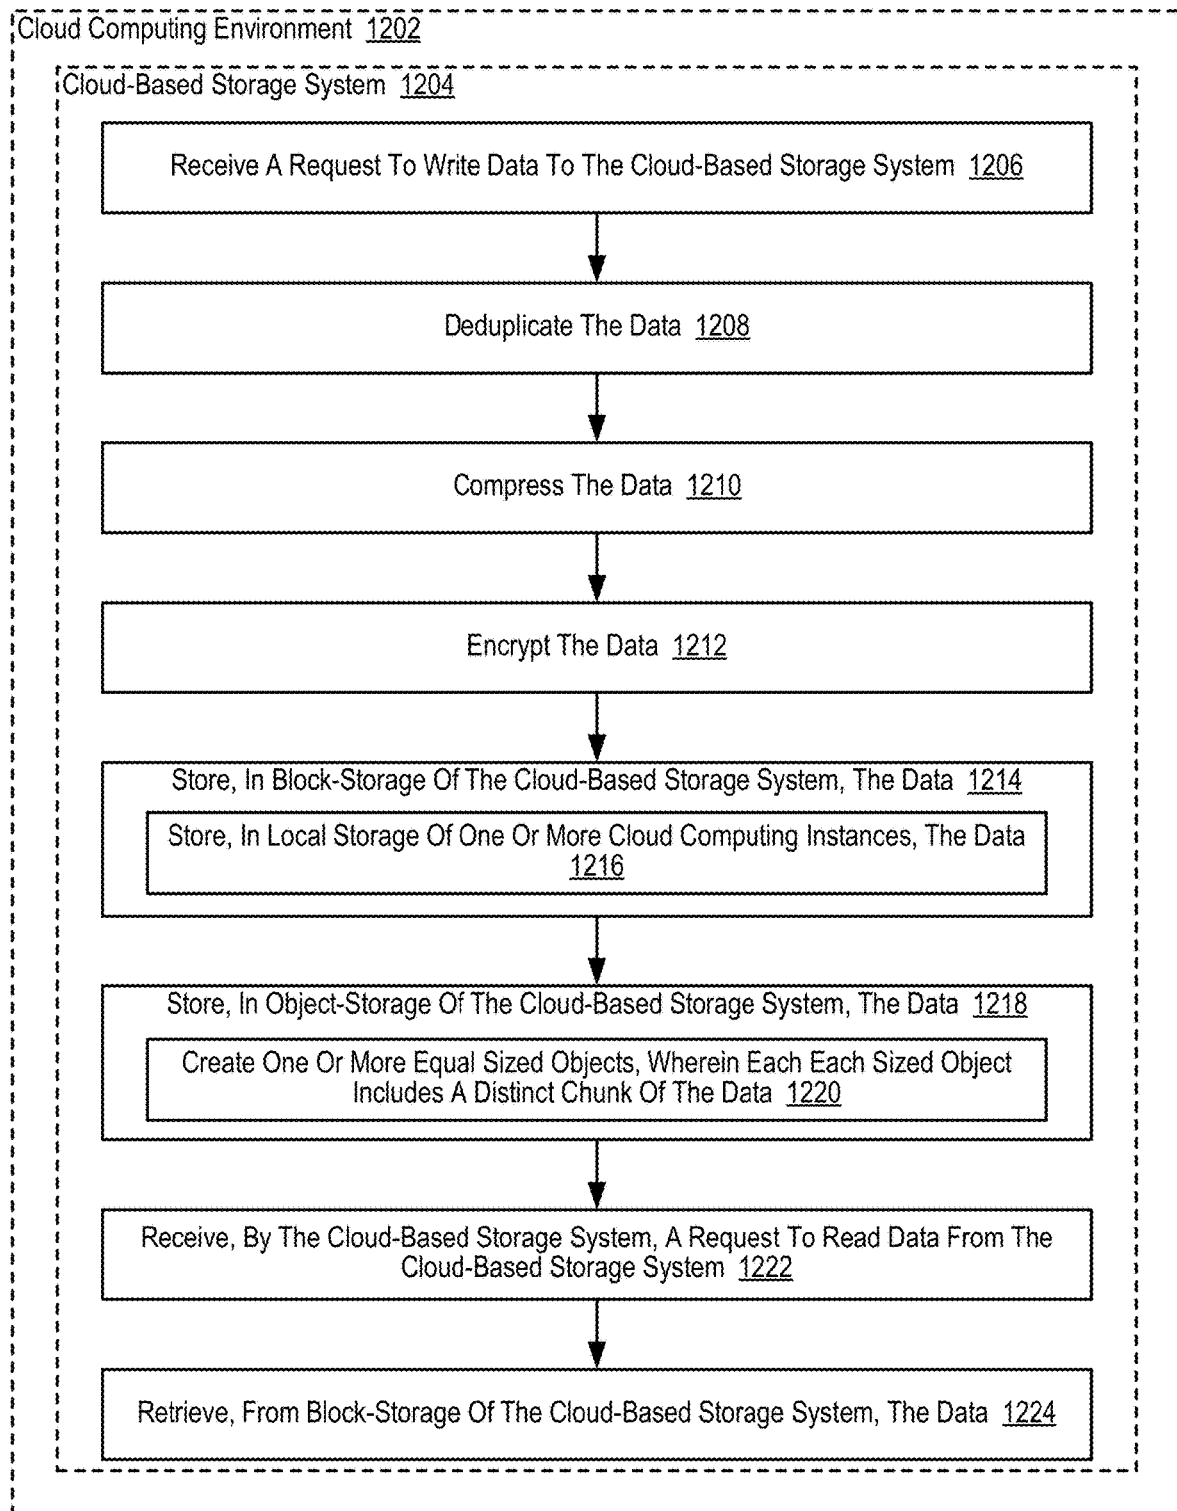 Cloud Computing Environment 1202
Cloud-Based Storage System 1204
Receive A Request To Write Data To The Cloud-Based Storage System 1206
Deduplicate The Data 1208
Compress The Data 1210
Encrypt The Data 1212
Store, In Block-Storage Of The Cloud-Based Storage System, The Data 1214
Store, In Local Storage Of One Or More Cloud Computing Instances, The Data
1216
Store, In Object-Storage Of The Cloud-Based Storage System, The Data 1218
Create One Or More Equal Sized Objects, Wherein Each Each Sized Object
Includes A Distinct Chunk Of The Data 1220
Receive, By The Cloud-Based Storage System, A Request To Read Data From The
Cloud-Based Storage System 1222
Retrieve, From Block-Storage Of The Cloud-Based Storage System, The Data 1224